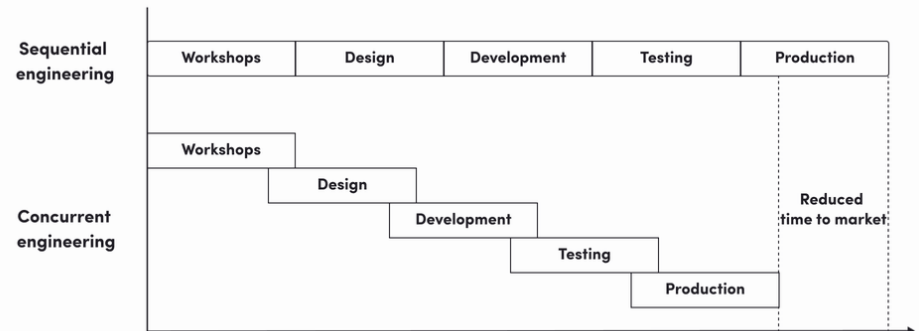 Sequential
engineering
Workshops
Design
Development
Testing
Production
Concurrent
engineering
Workshops
Design
Development
Testing
Production
Reduced
time to market